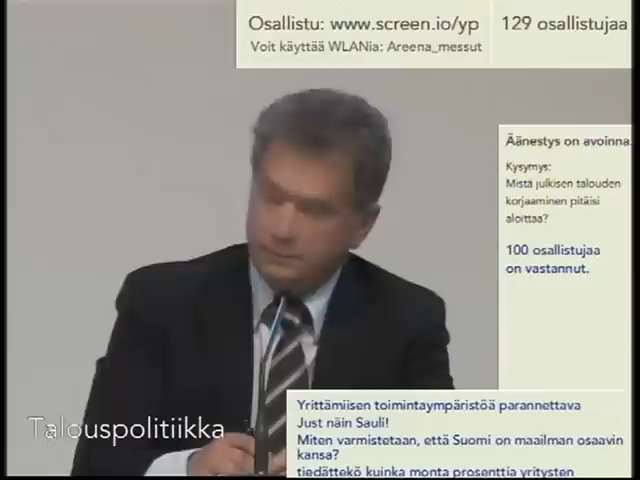 Osallistu: www.screen.io/yp
129 osallistujaa
Voit käyttää WLANia: Areena_messut
Äänestys on avoinna
Kysymys:
Mistä julkisen talouden
korjaaminen pitäisi
aloittaa?
100 osallistujaa
on vastannut.
Talouspolitiikka
Yrittämiisen toimintaympäristöä parannettava
Just näin Sauli!
Miten varmistetaan, että Suomi on maailman osaavin
kansa?
tiedättekö kuinka monta prosenttia yritysten